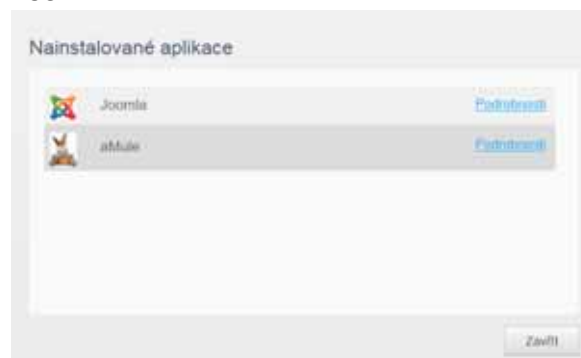 Nainstalované aplikace
Joomla
Podrobnosti
aMule
Podrobnosti
Zavřít